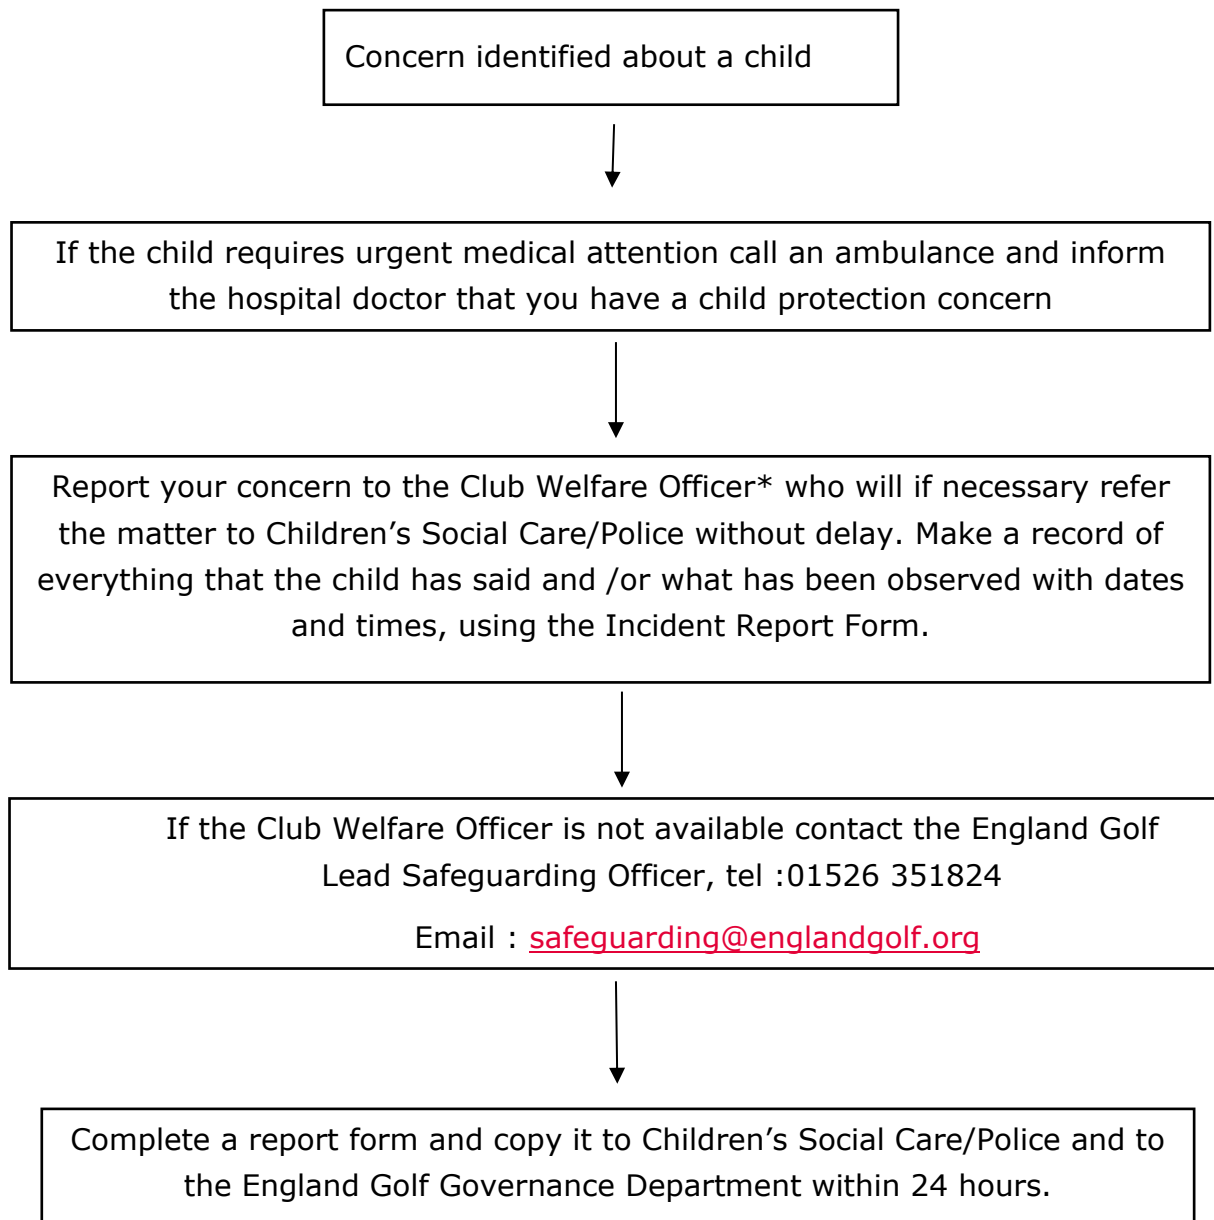 Concern identified about a child
If the child requires urgent medical attention call an ambulance and inform
the hospital doctor that you have a child protection concern
Report your concern to the Club Welfare Officer* who will if necessary refer
the matter to Children’s Social Care/Police without delay. Make a record of
everything that the child has said and /or what has been observed with dates
and times, using the Incident Report Form.
If the Club Welfare Officer is not available contact the England Golf
Lead Safeguarding Officer, tel :01526 351824
Email : safeguarding@englandgolf.org
Complete a report form and copy it to Children’s Social Care/Police and to
the England Golf Governance Department within 24 hours.